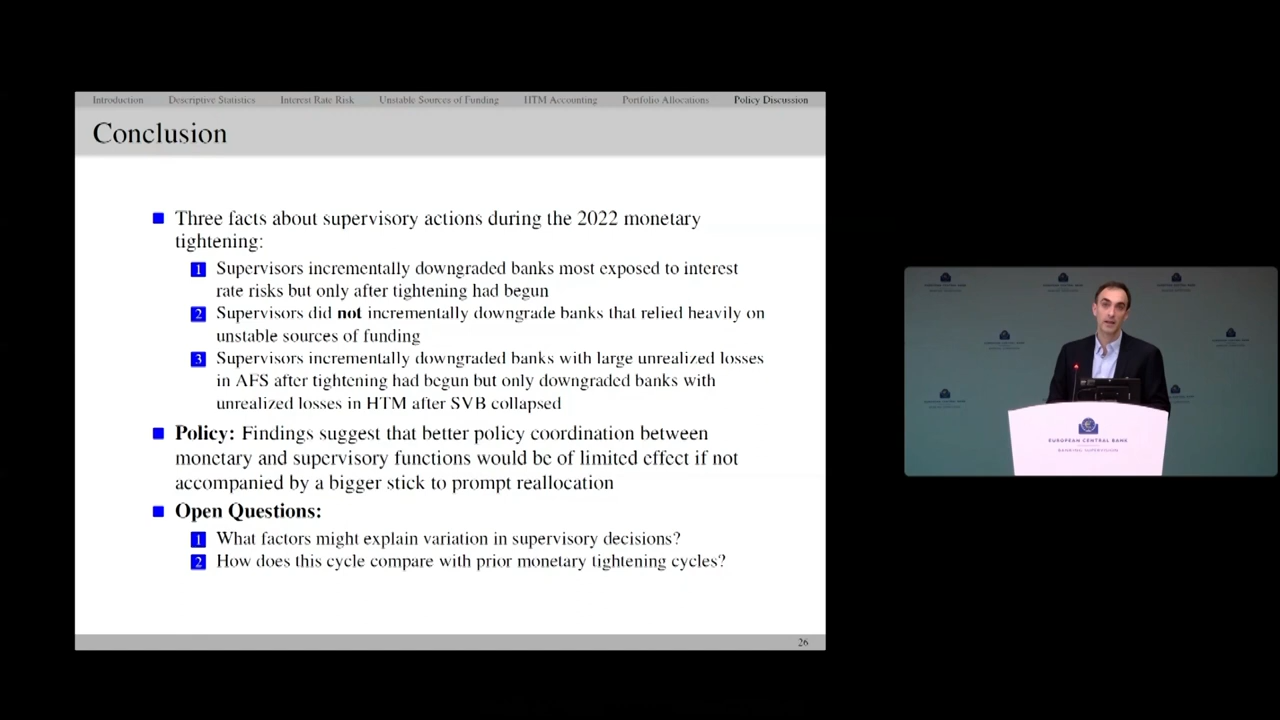 Introduction Descriptive Statistics Interest Rate Risk Unstable Sources of Funding HTM Accounting Portfolio Allocations Policy Discussion
Conclusion
Three facts about supervisory actions during the 2022 monetary
tightening:
1 Supervisors incrementally downgraded banks most exposed to interest
rate risks but only after tightening had begun
2 Supervisors did not incrementally downgrade banks that relied heavily on
unstable sources of funding
3 Supervisors incrementally downgraded banks with large unrealized losses
in AFS after tightening had begun but only downgraded banks with
unrealized losses in HTM after SVB collapsed
Policy: Findings suggest that better policy coordination between
monetary and supervisory functions would be of limited effect if not
accompanied by a bigger stick to prompt reallocation
Open Questions:
1 What factors might explain variation in supervisory decisions?
2 How does this cycle compare with prior monetary tightening cycles?
26
EUROPEAN CENTRAL BANK
BANKING SUPERVISION